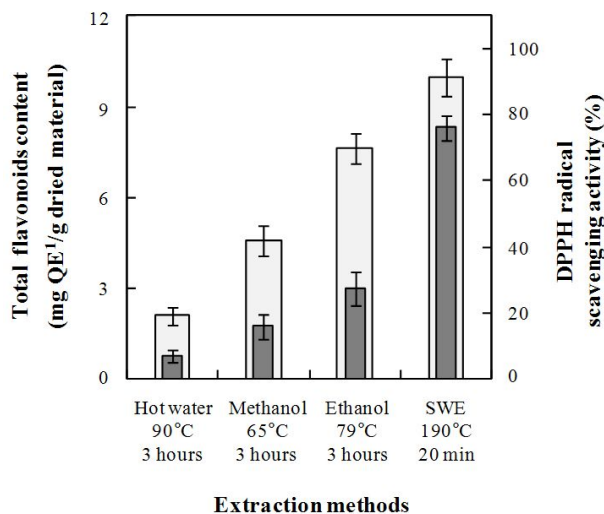 Total flavonoids content
(mg QE¹/g dried material)
12
9
6
3
0
100
80
60
40
20
0
DPPH radical
scavenging activity (%)
Hot water
90°C
3 hours
Methanol
65°C
3 hours
Ethanol
79°C
3 hours
SWE
190°C
20 min
Extraction methods